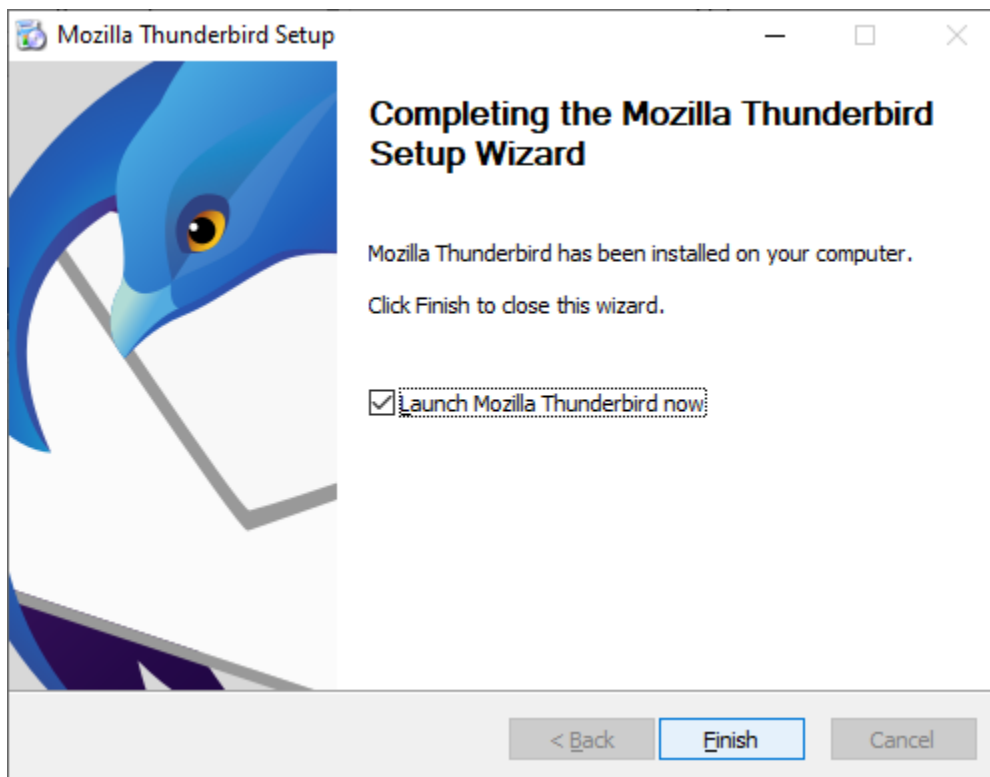 Mozilla Thunderbird Setup
Completing the Mozilla Thunderbird
Setup Wizard
Mozilla Thunderbird has been installed on your computer.
Click Finish to close this wizard.
Launch Mozilla Thunderbird now
< Back
Finish
Cancel